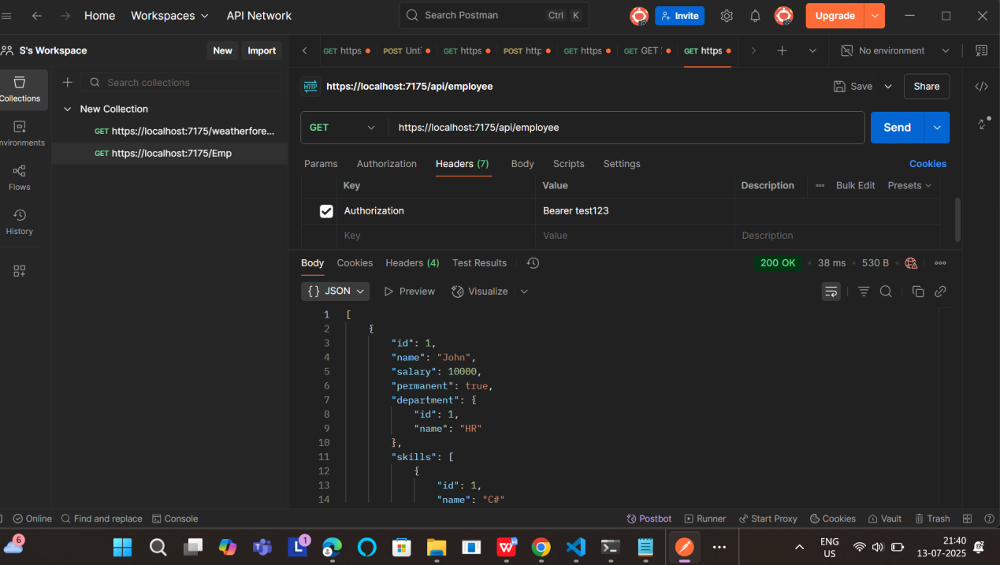 Home Workspaces API Network Search Postman Ctrl K Invite Upgrade
S's Workspace New Import GET https POST Unt GET https POST http GET https GET GET GET https No environment
Collections
Search collections
https://localhost:7175/api/employee Save Share
New Collection
GET https://localhost:7175/weatherfore...
GET https://localhost:7175/api/employee Send
nvironments
GET https://localhost:7175/Emp
Params Authorization Headers (7) Body Scripts Settings Cookies
Flows
Key Value Description Bulk Edit Presets
Authorization Bearer test123
History
Key Value Description
Body Cookies Headers (4) Test Results 200 OK • 38 ms • 530 B •
{} JSON Preview Visualize
1 [
2 {
3 "id": 1,
4 "name": "John",
5 "salary": 10000,
6 "permanent": true,
7 "department": {
8 "id": 1,
9 "name": "HR"
10 },
11 "skills": [
12 {
13 "id": 1,
14 "name": "C#"
Online Find and replace Console Postbot Runner Start Proxy Cookies Vault Trash
6
1
ENG
US
21:40
13-07-2025